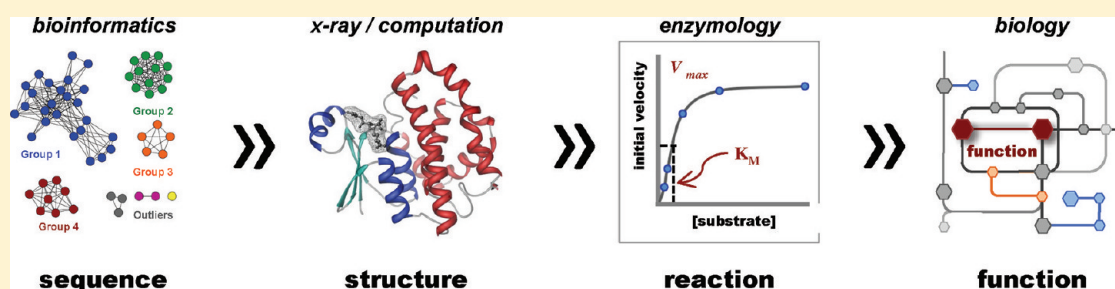 bioinformatics
x-ray / computation
enzymology
biology
Group 1
Group 2
Group 3
Group 4
Outliers
initial velocity
V max
K M
[substrate]
function
sequence
structure
reaction
function